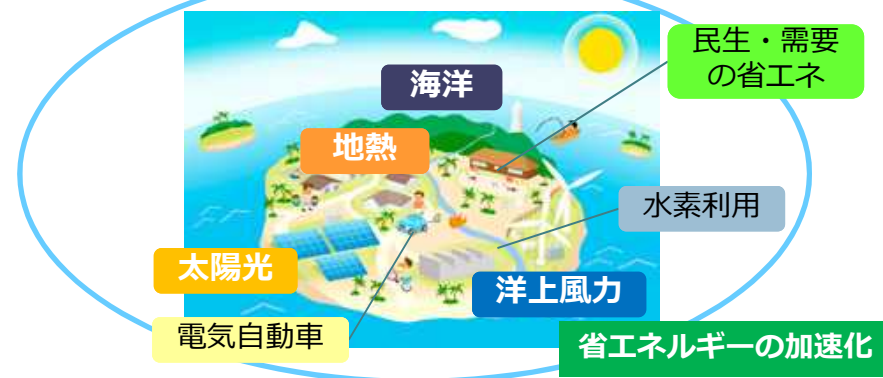 民生・需要
の省エネ
海洋
地熱
水素利用
太陽光
洋上風力
電気自動車
省エネルギーの加速化